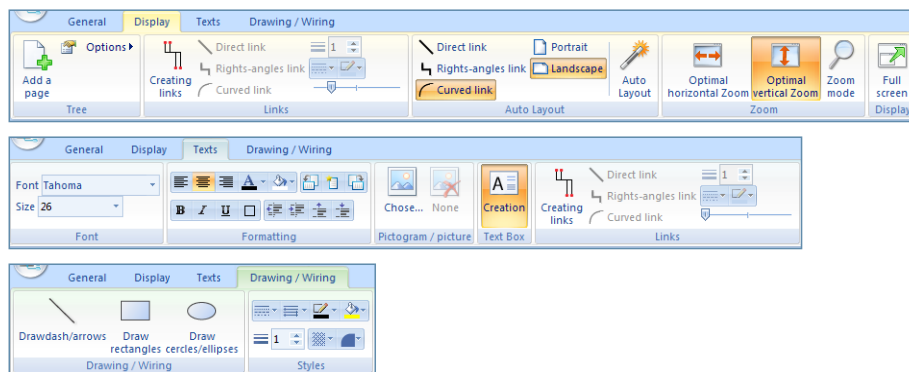 General Display Texts Drawing / Wiring
Options
Direct link 1
Direct link Portrait
Rights-angles link
Rights-angles link Landscape
Add a page
Creating links
Curved link
Curved link
Auto Layout
Optimal horizontal Zoom
Optimal vertical Zoom
Zoom mode
Full screen
Tree Links Auto Layout Zoom Display
General Display Texts Drawing / Wiring
Font Tahoma
Size 26
B I U
Chose... None
A
Creation
Creating links
Direct link 1
Rights-angles link
Curved link
Font Formatting Pictogram / picture Text Box Links
General Display Texts Drawing / Wiring
Drawdash/arrows
Draw rectangles
Draw cercles/ellipses
1
Drawing / Wiring Styles